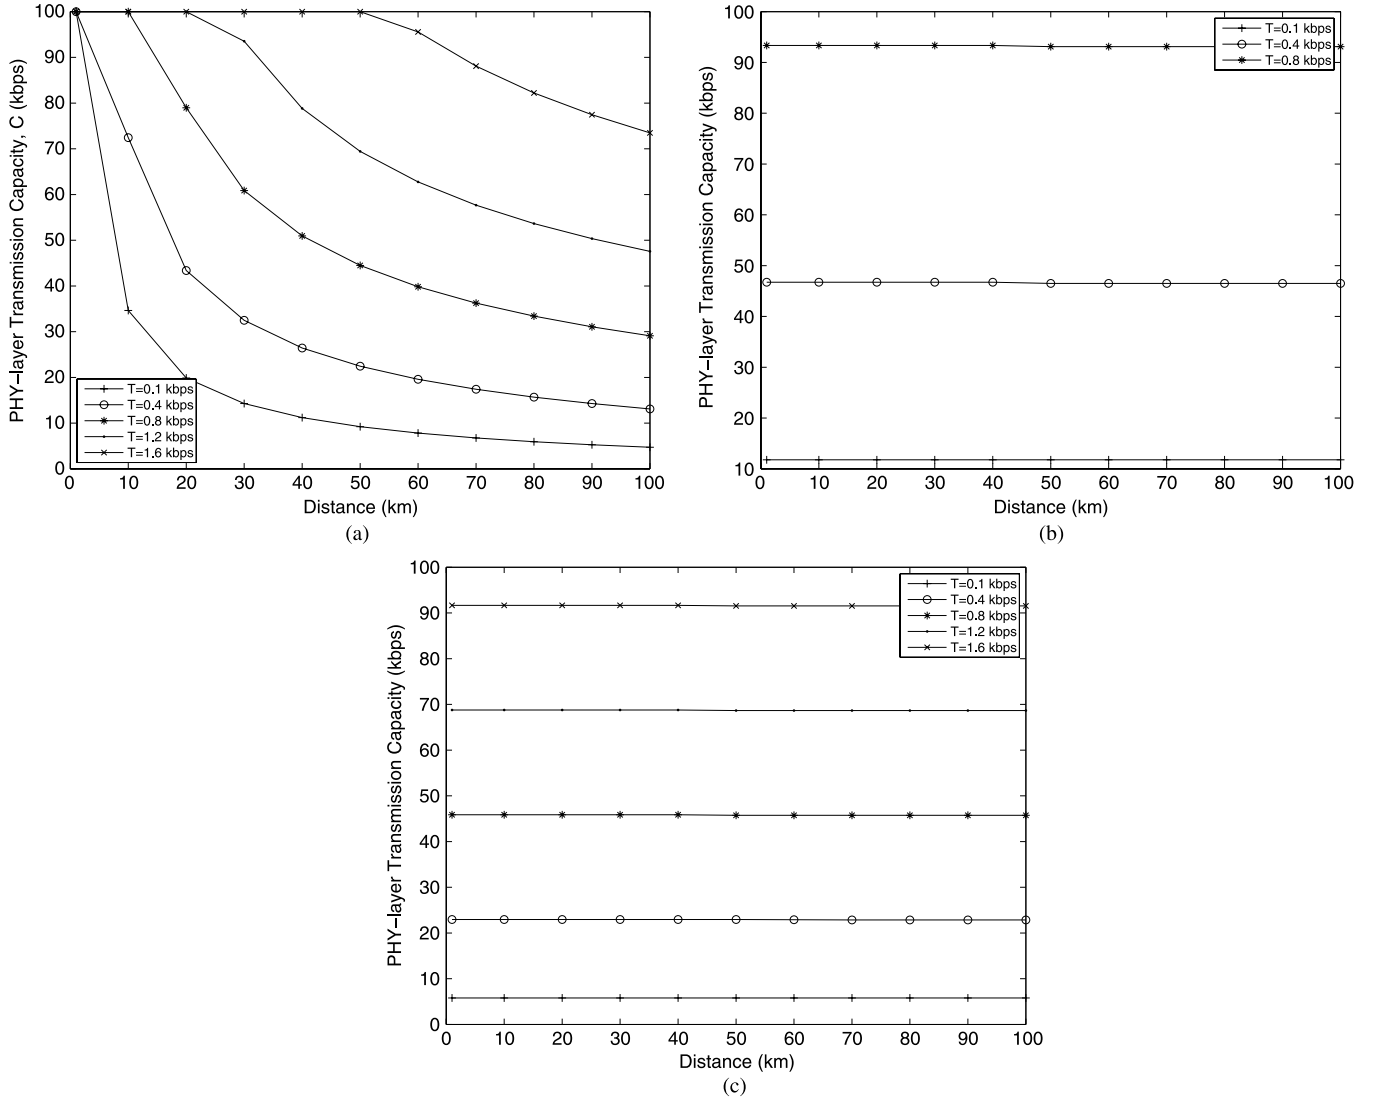 100
90
80
70
60
50
40
30
20
10
0
PHY−layer Transmission Capacity, C (kbps)
T=0.1 kbps
T=0.4 kbps
T=0.8 kbps
T=1.2 kbps
T=1.6 kbps
0 10 20 30 40 50 60 70 80 90 100
Distance (km)
(a)
100
90
80
70
60
50
40
30
20
10
PHY−layer Transmission Capacity (kbps)
T=0.1 kbps
T=0.4 kbps
T=0.8 kbps
0 10 20 30 40 50 60 70 80 90 100
Distance (km)
(b)
100
90
80
70
60
50
40
30
20
10
0
PHY−layer Transmission Capacity (kbps)
T=0.1 kbps
T=0.4 kbps
T=0.8 kbps
T=1.2 kbps
T=1.6 kbps
0 10 20 30 40 50 60 70 80 90 100
Distance (km)
(c)